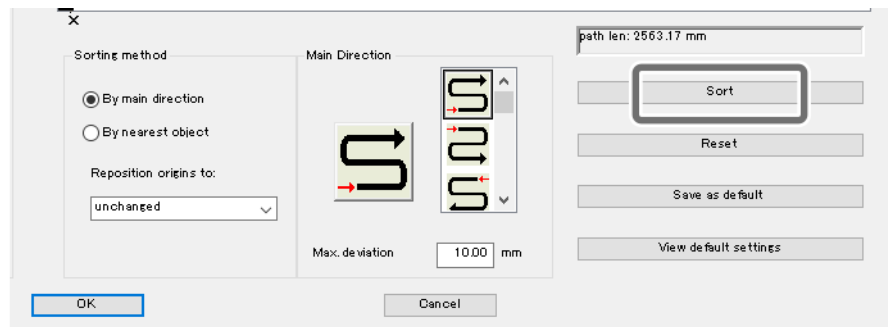 ×
path len: 2563.17 mm
Sorting method
Main Direction
By main direction
By nearest object
Reposition origins to:
unchanged
Max. deviation
10.00 mm
Sort
Reset
Save as default
View default settings
OK
Cancel